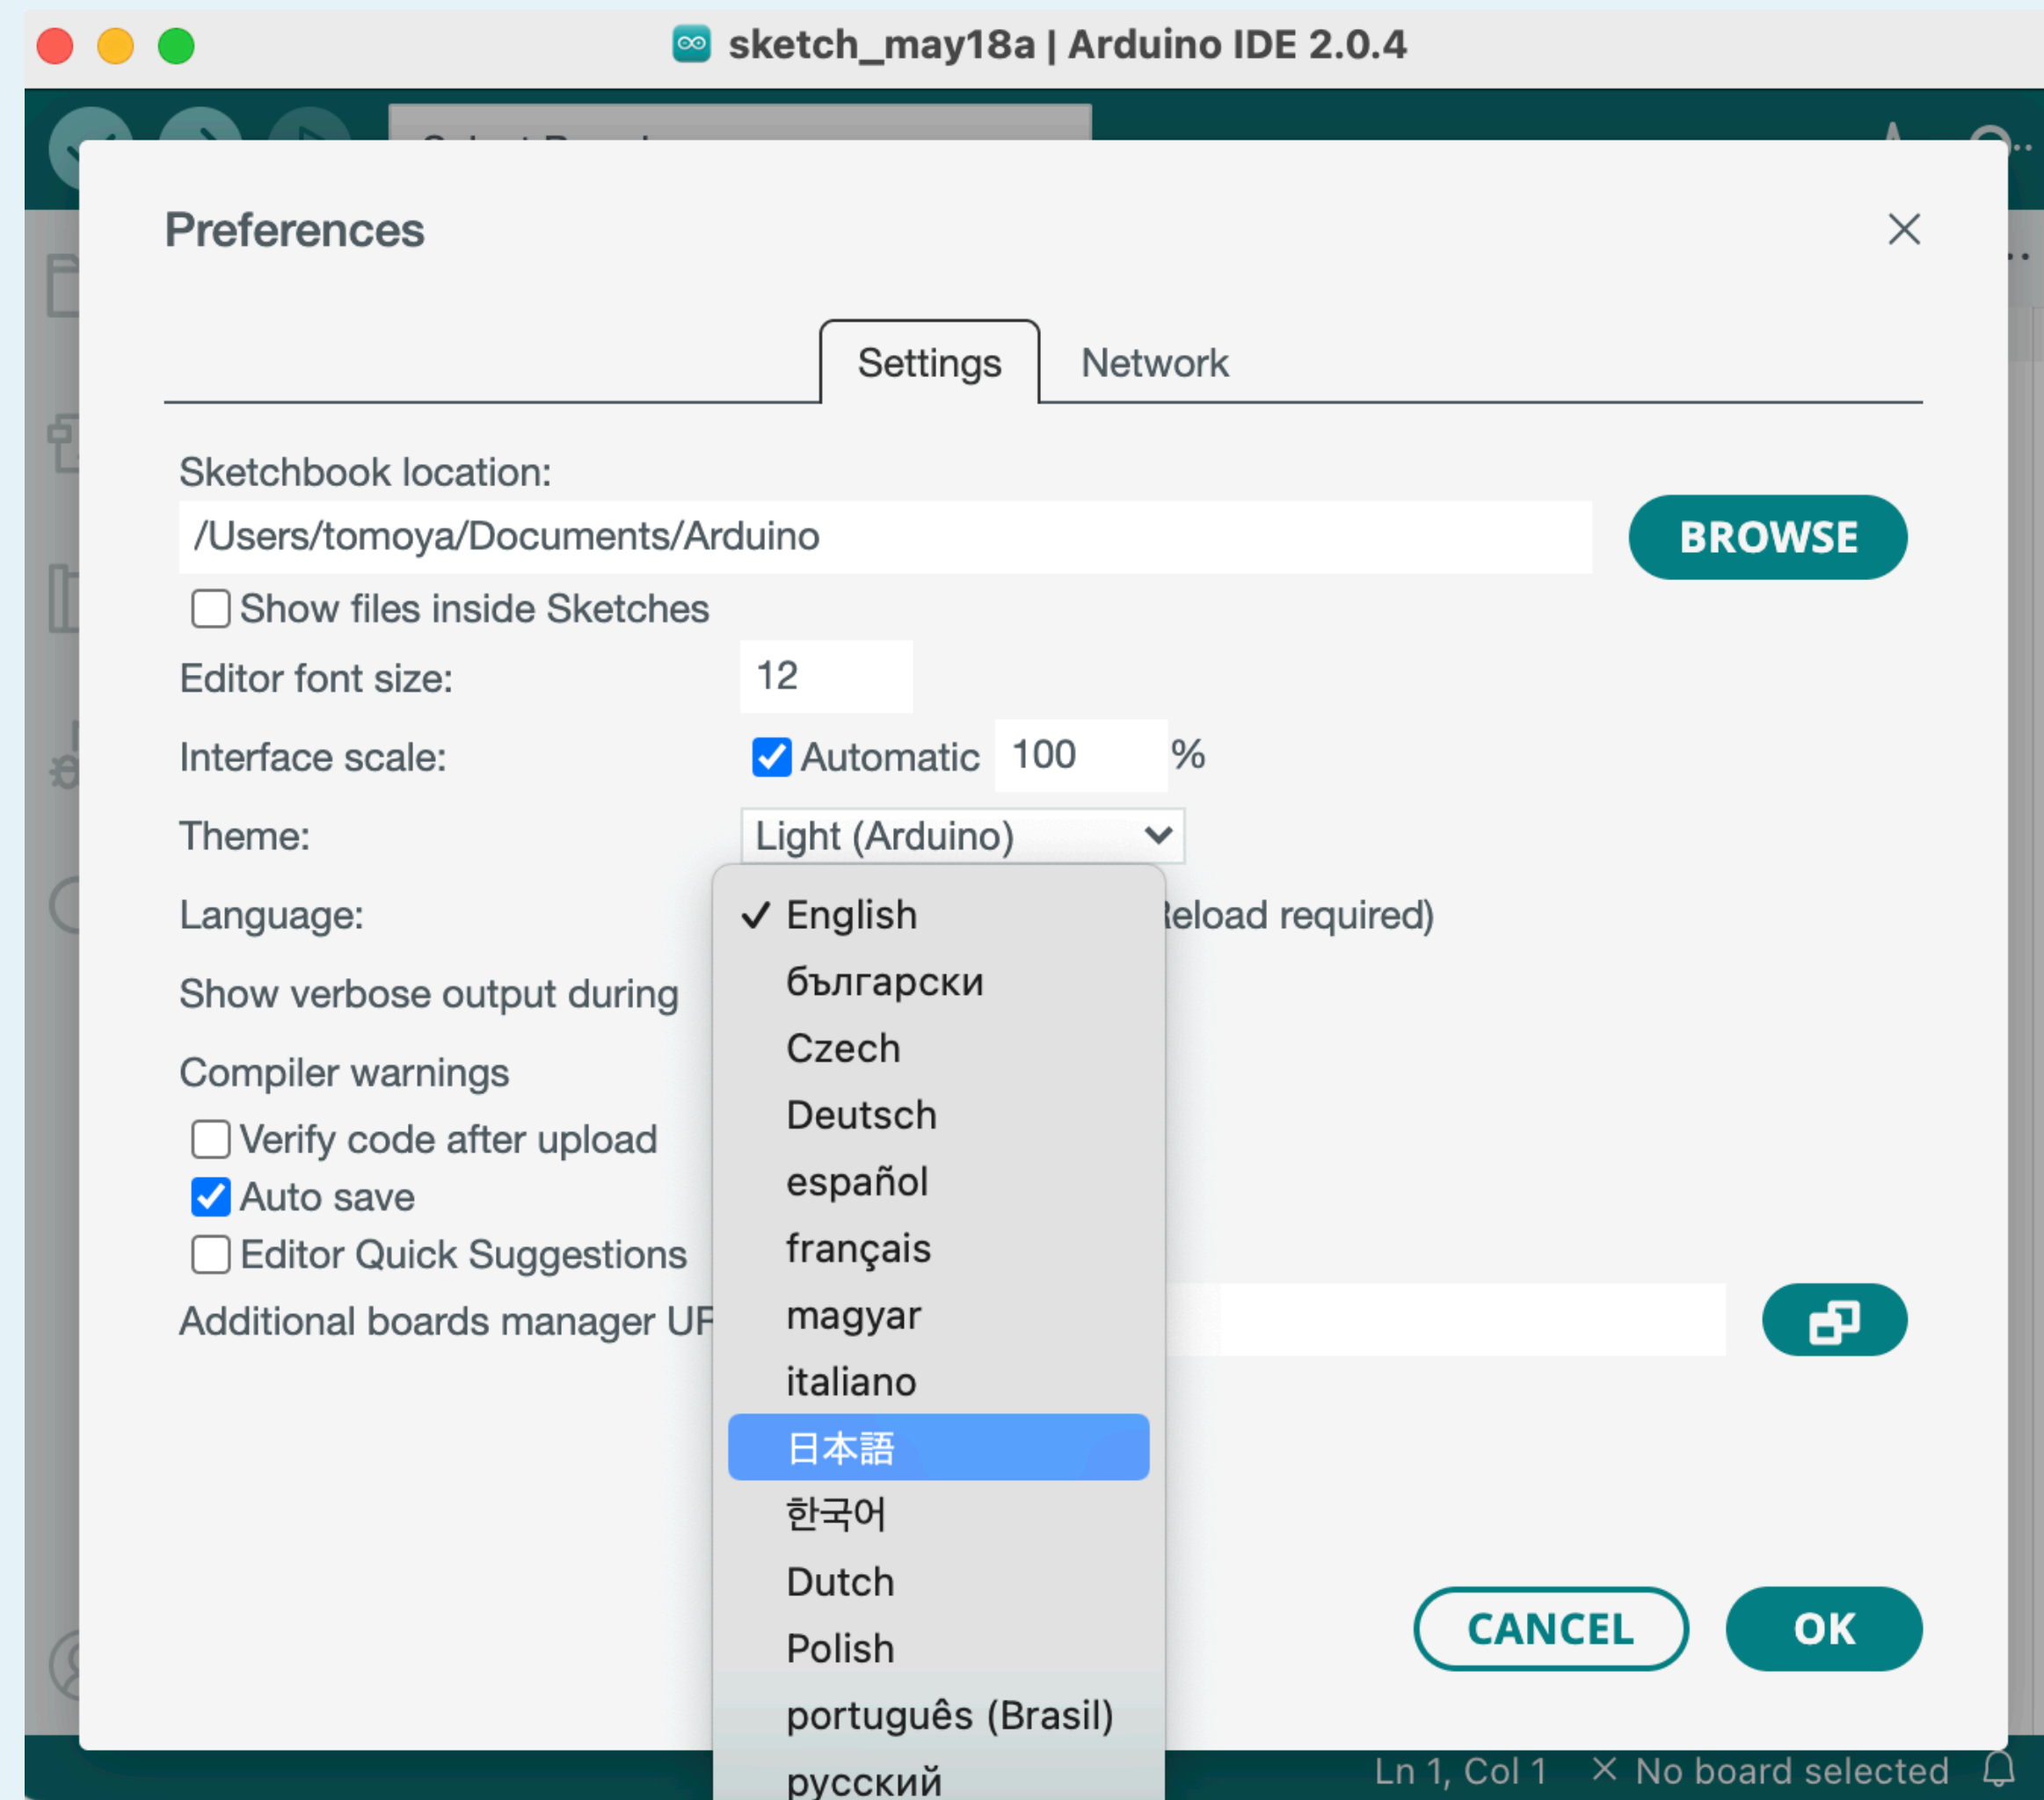 sketch_may18a | Arduino IDE 2.0.4
Preferences
Settings
Network
Sketchbook location:
/Users/tomoya/Documents/Arduino
BROWSE
Show files inside Sketches
Editor font size:
12
Interface scale:
Automatic
100
%
Theme:
Light (Arduino)
Language:
English
required)
български
Show verbose output during
Czech
Compiler warnings
Deutsch
Verify code after upload
español
Auto save
français
Editor Quick Suggestions
magyar
Additional boards manager
italiano
日本語
한국어
Dutch
Polish
português (Brasil)
русский
CANCEL
OK
Ln 1, Col 1
No board selected